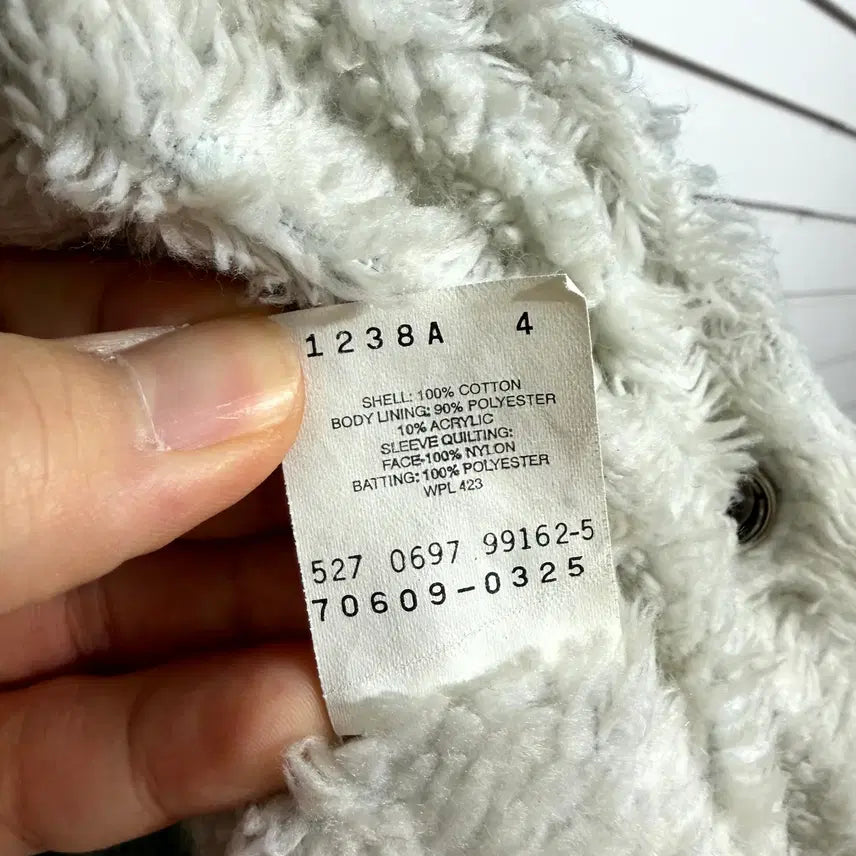 1238A 4
SHELL: 100% COTTON
BODY LINING: 90% POLYESTER
10% ACRYLIC
SLEEVE QUILTING:
FACE-100% NYLON
BATTING: 100% POLYESTER
WPL 423
527 0697 99162-5
70609-0325